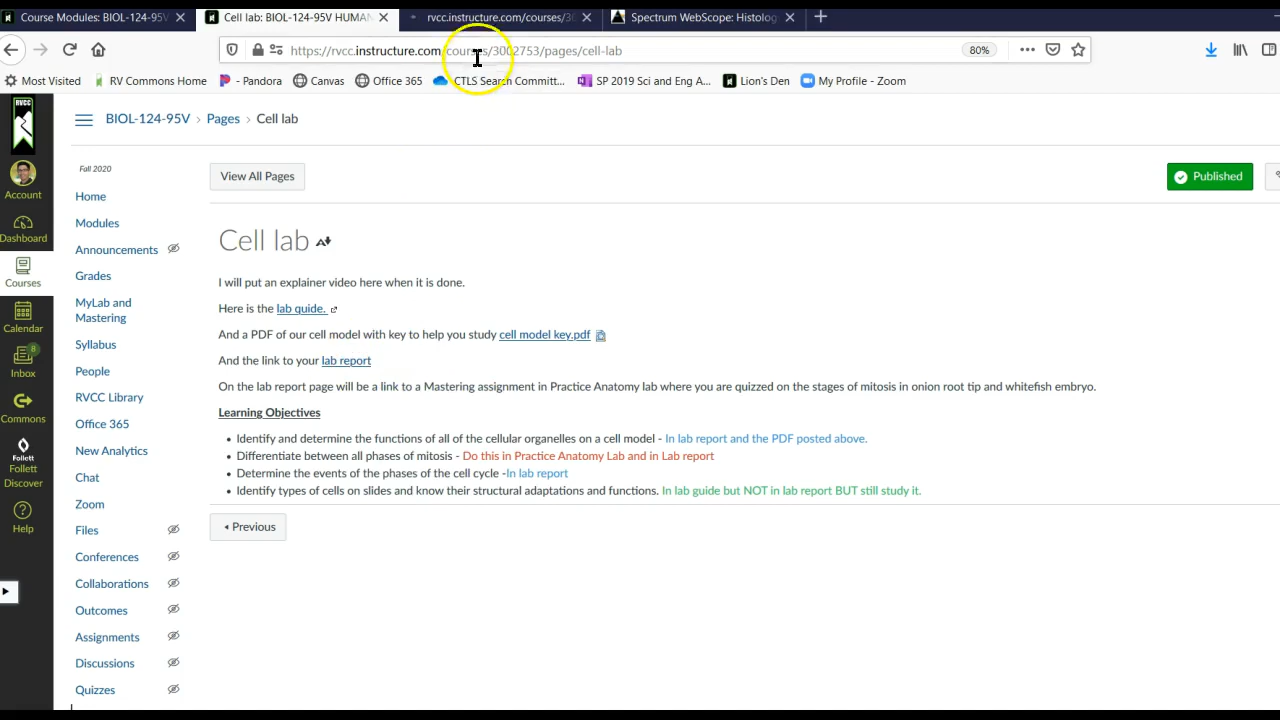 Course Modules: BIOL-124-95V
Cell lab: BIOL-124-95V HUMAN
rvcc.instructure.com/courses/30
Spectrum WebScope: Histolog
https://rvcc.instructure.com/courses/3002753/pages/cell-lab
80%
Most Visited
RV Commons Home
- Pandora
Canvas
Office 365
CTLS Search Committ...
SP 2019 Sci and Eng A...
Lion's Den
My Profile - Zoom
RVCC
Account
Dashboard
Courses
Calendar
8
Inbox
Commons
Follett
Follett
Discover
Help
BIOL-124-95V › Pages › Cell lab
Fall 2020
Home
Modules
Announcements
Grades
MyLab and
Mastering
Syllabus
People
RVCC Library
Office 365
New Analytics
Chat
Zoom
Files
Conferences
Collaborations
Outcomes
Assignments
Discussions
Quizzes
View All Pages
Published
Cell lab
I will put an explainer video here when it is done.
Here is the lab guide.
And a PDF of our cell model with key to help you study cell model key.pdf
And the link to your lab report
On the lab report page will be a link to a Mastering assignment in Practice Anatomy lab where you are quizzed on the stages of mitosis in onion root tip and whitefish embryo.
Learning Objectives
• Identify and determine the functions of all of the cellular organelles on a cell model - In lab report and the PDF posted above.
• Differentiate between all phases of mitosis - Do this in Practice Anatomy Lab and in Lab report
• Determine the events of the phases of the cell cycle -In lab report
• Identify types of cells on slides and know their structural adaptations and functions. In lab guide but NOT in lab report BUT still study it.
Previous